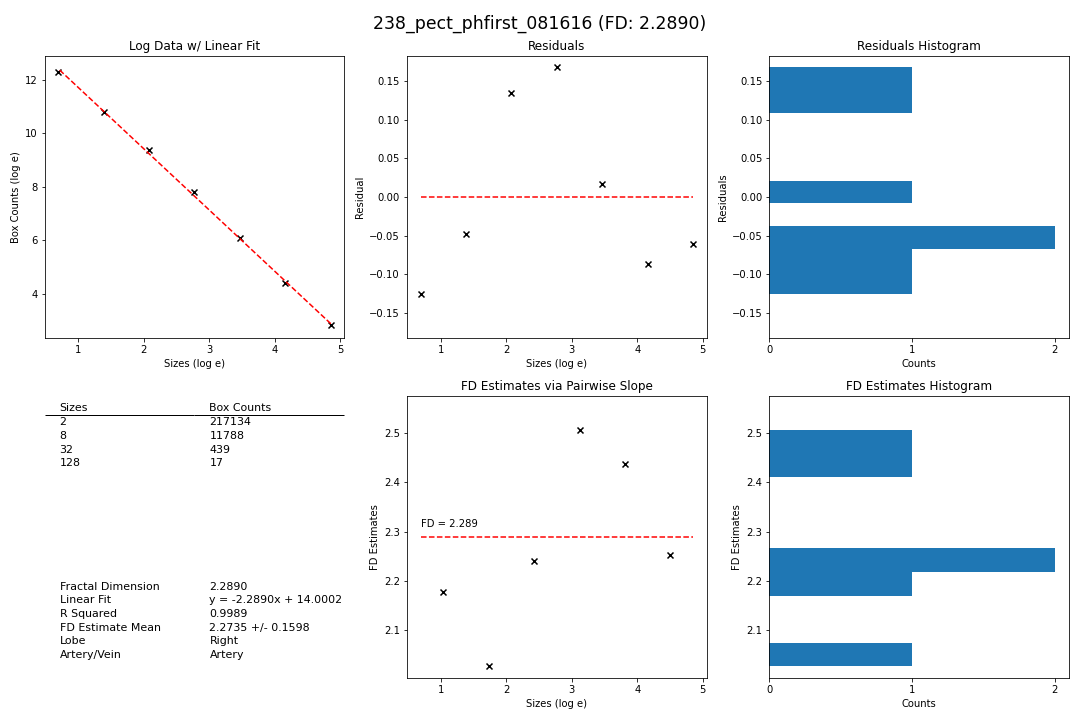 238_pect_phfirst_081616 (FD: 2.2890)
Log Data w/ Linear Fit
12
10
8
6
4
Box Counts (log e)
1 2 3 4 5
Sizes (log e)
Residuals
0.15
0.10
0.05
0.00
−0.05
−0.10
−0.15
Residual
1 2 3 4 5
Sizes (log e)
Residuals Histogram
0.15
0.10
0.05
0.00
−0.05
−0.10
−0.15
Residuals
0 1 2
Counts
Sizes Box Counts
2 217134
8 11788
32 439
128 17
Fractal Dimension 2.2890
Linear Fit y = -2.2890x + 14.0002
R Squared 0.9989
FD Estimate Mean 2.2735 +/- 0.1598
Lobe Right
Artery/Vein Artery
FD Estimates via Pairwise Slope
2.5
2.4
2.3
2.2
2.1
FD Estimates
FD = 2.289
1 2 3 4 5
Sizes (log e)
FD Estimates Histogram
2.5
2.4
2.3
2.2
2.1
FD Estimates
0 1 2
Counts